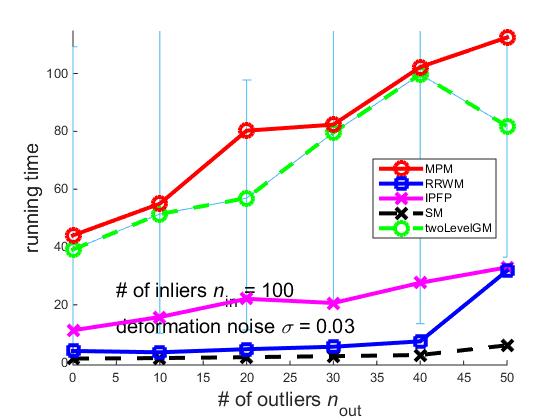 100
80
60
40
20
0
running time
MPM
RRWM
IPFP
SM
twoLevelGM
# of inliers n_in = 100
deformation noise σ = 0.03
0 5 10 15 20 25 30 35 40 45 50
# of outliers n_out